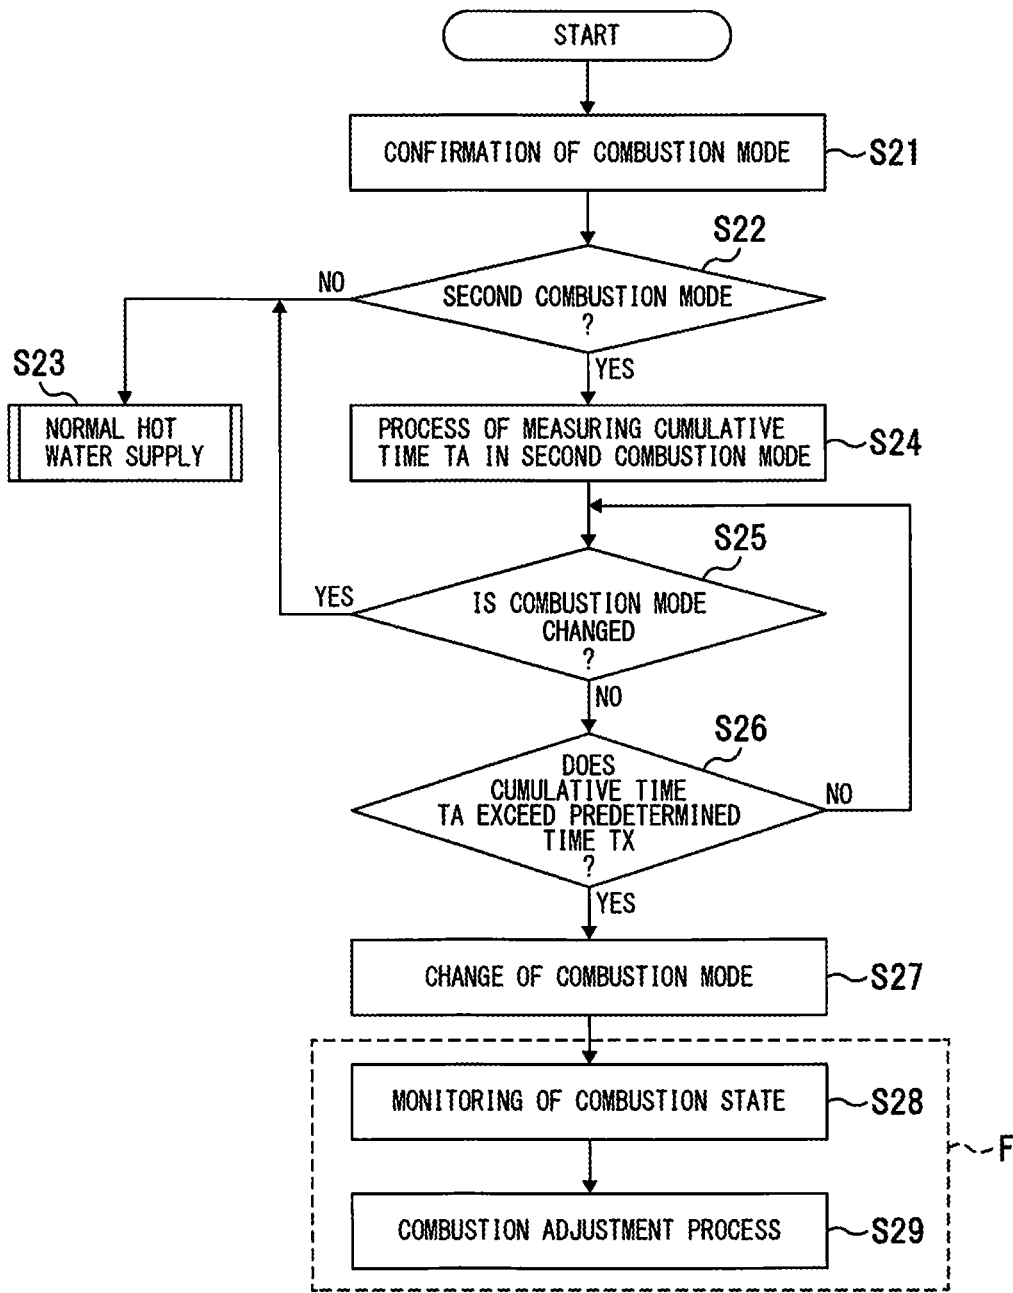 START
CONFIRMATION OF COMBUSTION MODE
S21
S22
NO
SECOND COMBUSTION MODE
?
YES
S23
NORMAL HOT
WATER SUPPLY
PROCESS OF MEASURING CUMULATIVE
TIME TA IN SECOND COMBUSTION MODE
S24
S25
YES
IS COMBUSTION MODE
CHANGED
?
NO
S26
DOES
CUMULATIVE TIME
TA EXCEED PREDETERMINED
TIME TX
?
NO
YES
CHANGE OF COMBUSTION MODE
S27
MONITORING OF COMBUSTION STATE
S28
F
COMBUSTION ADJUSTMENT PROCESS
S29